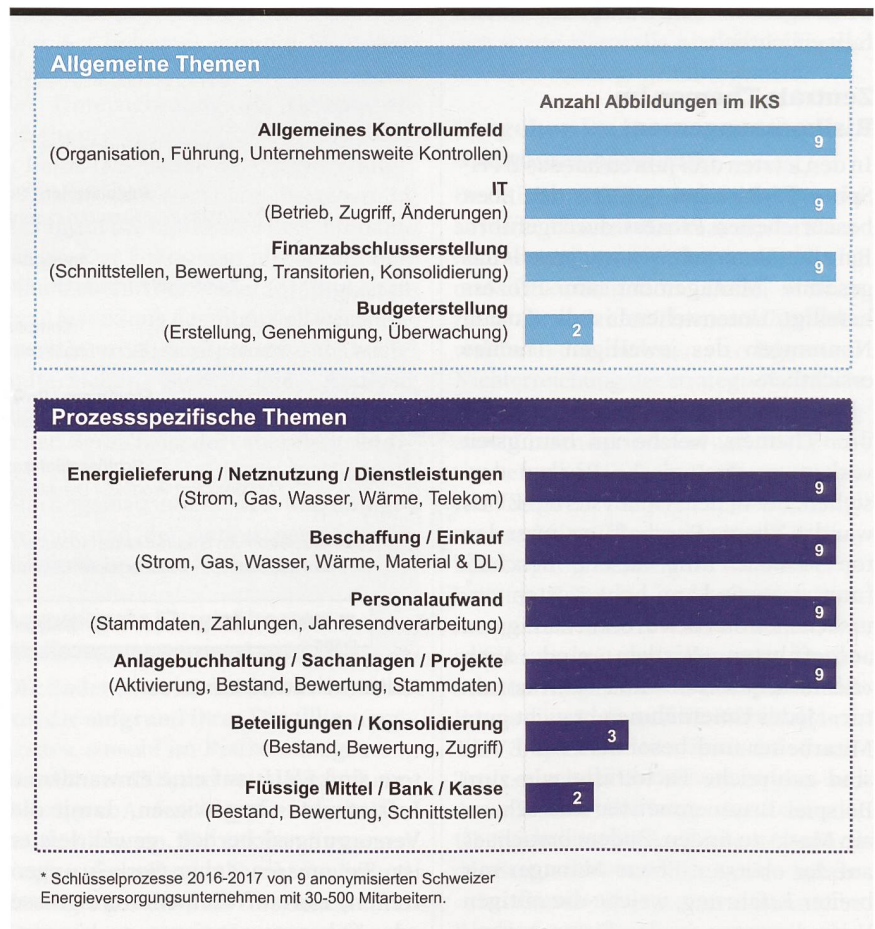 Allgemeine Themen
Anzahl Abbildungen im IKS
Allgemeines Kontrollumfeld
(Organisation, Führung, Unternehmensweite Kontrollen)
9
IT
(Betrieb, Zugriff, Änderungen)
9
Finanzabschlusserstellung
(Schnittstellen, Bewertung, Transitorien, Konsolidierung)
9
Budgeterstellung
(Erstellung, Genehmigung, Überwachung)
2
Prozessspezifische Themen
Energielieferung / Netznutzung / Dienstleistungen
(Strom, Gas, Wasser, Wärme, Telekom)
9
Beschaffung / Einkauf
(Strom, Gas, Wasser, Wärme, Material & DL)
9
Personalaufwand
(Stammdaten, Zahlungen, Jahresendverarbeitung)
9
Anlagebuchhaltung / Sachanlagen / Projekte
(Aktivierung, Bestand, Bewertung, Stammdaten)
9
Beteiligungen / Konsolidierung
(Bestand, Bewertung, Zugriff)
3
Flüssige Mittel / Bank / Kasse
(Bestand, Bewertung, Schnittstellen)
2
* Schlüsselprozesse 2016-2017 von 9 anonymisierten Schweizer
Energieversorgungsunternehmen mit 30-500 Mitarbeitern.